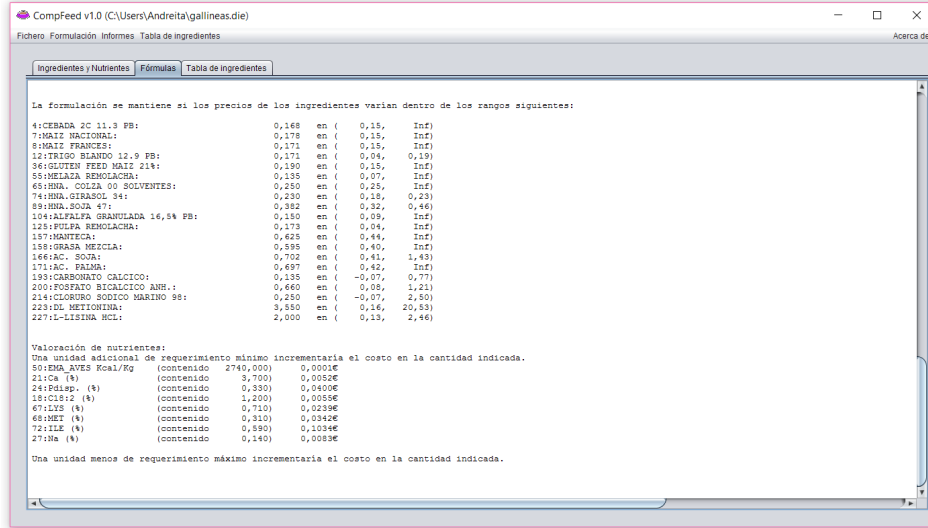 CompFeed v1.0 (C:\Users\Andreita\gallineas.die)
Fichero Formulación Informes Tabla de ingredientes Acerca de
Ingredientes y Nutrientes Fórmulas Tabla de ingredientes
La formulación se mantiene si los precios de los ingredientes varian dentro de los rangos siguientes:
4:CEBADA 2C 11.3 PB: 0,168 en ( 0,15, Inf)
7:MAIZ NACIONAL: 0,178 en ( 0,15, Inf)
8:MAIZ FRANCES: 0,171 en ( 0,15, Inf)
12:TRIGO BLANDO 12.9 PB: 0,171 en ( 0,04, 0,19)
36:GLUTEN FEED MAIZ 21%: 0,190 en ( 0,15, Inf)
55:MELAZA REMOLACHA: 0,135 en ( 0,07, Inf)
65:HNA. COLZA 00 SOLVENTES: 0,250 en ( 0,25, Inf)
74:HNA.GIRASOL 34: 0,230 en ( 0,18, 0,23)
89:HNA.SOJA 47: 0,382 en ( 0,32, 0,46)
104:ALFALFA GRANULADA 16,5% PB: 0,150 en ( 0,09, Inf)
125:PULPA REMOLACHA: 0,173 en ( 0,04, Inf)
157:MANTECA: 0,625 en ( 0,44, Inf)
158:GRASA MEZCLA: 0,595 en ( 0,40, Inf)
166:AC. SOJA: 0,702 en ( 0,41, 1,43)
171:AC. PALMA: 0,697 en ( 0,42, Inf)
193:CARBONATO CALCICO: 0,135 en ( -0,07, 0,77)
200:FOSFATO BICALCICO ANH.: 0,660 en ( 0,08, 1,21)
214:CLORURO SODICO MARINO 98: 0,250 en ( -0,07, 2,50)
223:DL METIONINA: 3,550 en ( 0,16, 20,53)
227:L-LISINA HCL: 2,000 en ( 0,13, 2,46)
Valoración de nutrientes:
Una unidad adicional de requerimiento mínimo incrementaría el costo en la cantidad indicada.
50:EMA_AVES Kcal/Kg (contenido 2740,000) 0,0001€
21:Ca (%) (contenido 3,700) 0,0052€
24:Pdisp. (%) (contenido 0,330) 0,0400€
18:C18:2 (%) (contenido 1,200) 0,0055€
67:LYS (%) (contenido 0,710) 0,0239€
68:MET (%) (contenido 0,310) 0,0342€
72:ILE (%) (contenido 0,590) 0,1034€
27:Na (%) (contenido 0,140) 0,0083€
Una unidad menos de requerimiento máximo incrementaría el costo en la cantidad indicada.